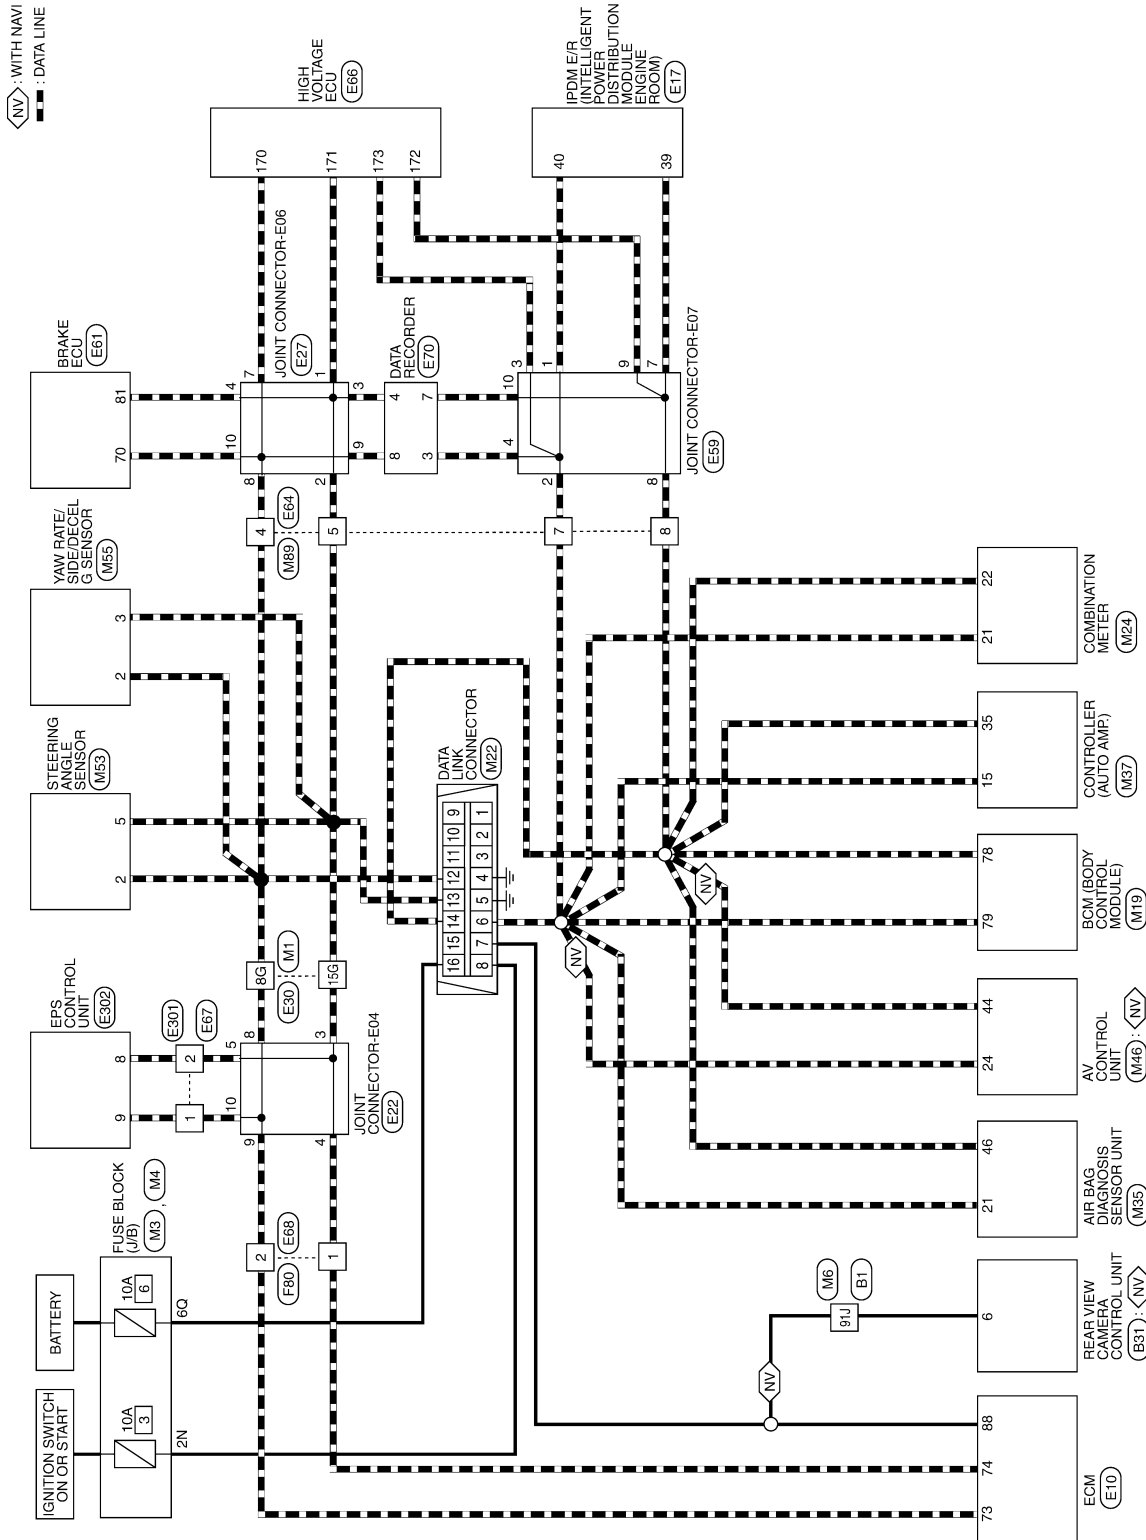 NV : WITH NAVI
: DATA LINE
IGNITION SWITCH
ON OR START
BATTERY
FUSE BLOCK
(J/B)
M3 , M4
10A
3
10A
6
2N
6Q
EPS
CONTROL
UNIT
E302
9
8
1
2
E301
E67
10
5
9
8
4
3
JOINT
CONNECTOR-E04
E22
F80
E68
2
1
E30
M1
8G
15G
STEERING
ANGLE
SENSOR
M53
2
5
YAW RATE/
SIDE/DECEL
G SENSOR
M55
2
3
BRAKE
ECU
E61
70
81
M89
E64
4
5
7
8
10
4
8
7
2
1
9
3
JOINT CONNECTOR-E06
E27
DATA
RECORDER
E70
8
4
3
7
4
10
3
2
1
9
8
7
JOINT CONNECTOR-E07
E59
HIGH
VOLTAGE
ECU
E66
170
171
173
172
IPDM E/R
(INTELLIGENT
POWER
DISTRIBUTION
MODULE
ENGINE
ROOM)
E17
40
39
DATA
LINK
CONNECTOR
M22
16 15 14 13 12 11 10 9
8 7 6 5 4 3 2 1
NV
NV
NV
M6
B1
91J
73
74
88
ECM
E10
6
REAR VIEW
CAMERA
CONTROL UNIT
B31 : NV
21
46
AIR BAG
DIAGNOSIS
SENSOR UNIT
M35
24
44
AV
CONTROL
UNIT
M46 : NV
79
78
BCM (BODY
CONTROL
MODULE)
M19
15
35
CONTROLLER
(AUTO AMP.)
M37
21
22
COMBINATION
METER
M24